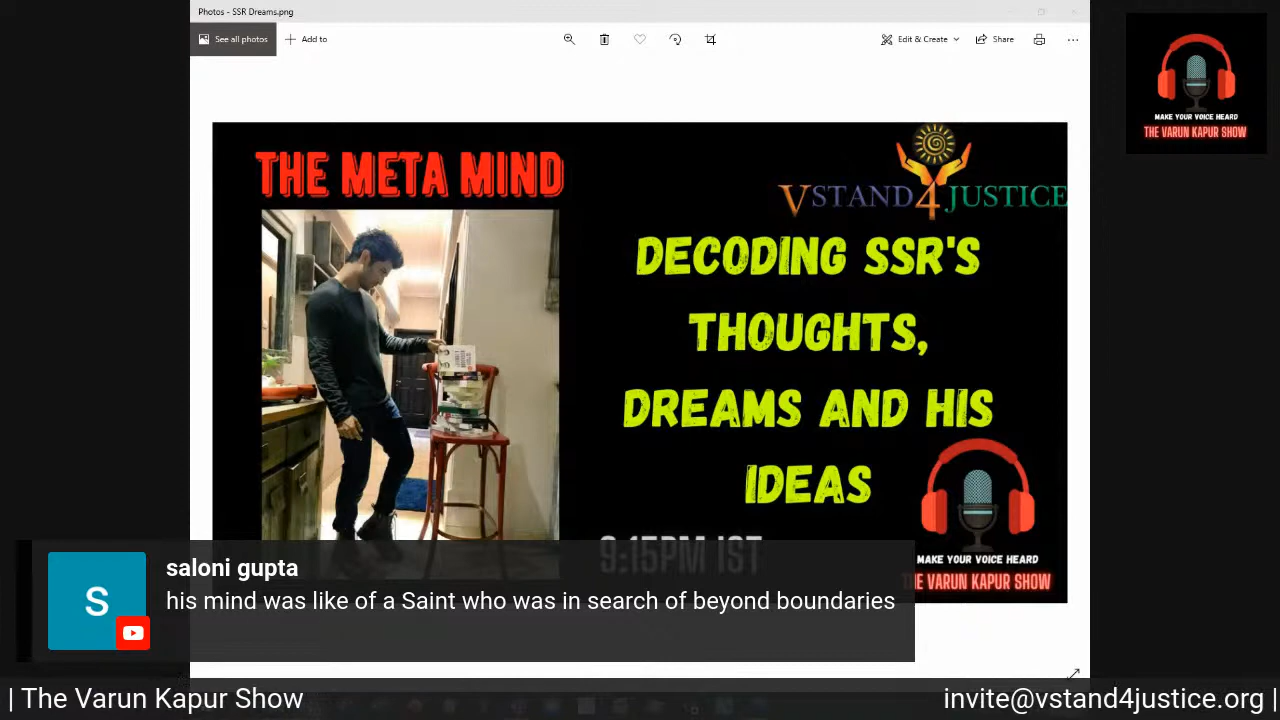 Photos - SSR Dreams.png
See all photos
Add to
Edit & Create
Share
MAKE YOUR VOICE HEARD
THE VARUN KAPUR SHOW
THE META MIND
VSTAND4JUSTICE
DECODING SSR'S
THOUGHTS,
DREAMS AND HIS
IDEAS
9:15PM IST
MAKE YOUR VOICE HEARD
THE VARUN KAPUR SHOW
S
saloni gupta
his mind was like of a Saint who was in search of beyond boundaries
| The Varun Kapur Show
invite@vstand4justice.org |